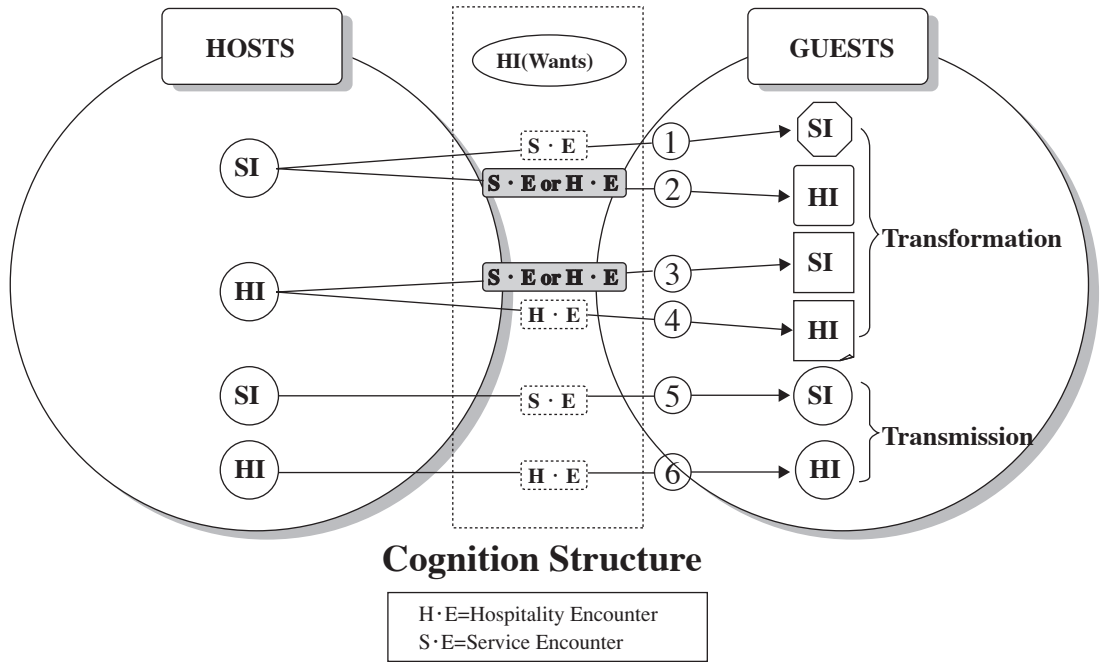 HOSTS
HI(Wants)
GUESTS
SI
S · E
1
SI
S · E or H · E
2
HI
Transformation
HI
S · E or H · E
3
SI
H · E
4
HI
SI
S · E
5
SI
Transmission
HI
H · E
6
HI
Cognition Structure
H·E=Hospitality Encounter
S·E=Service Encounter